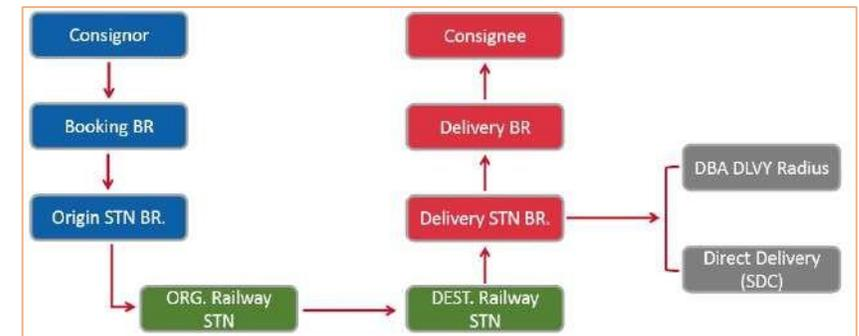 Consignor
Booking BR
Origin STN BR.
ORG. Railway
STN
DEST. Railway
STN
Delivery STN BR.
Delivery BR
Consignee
DBA DLVY Radius
Direct Delivery
(SDC)